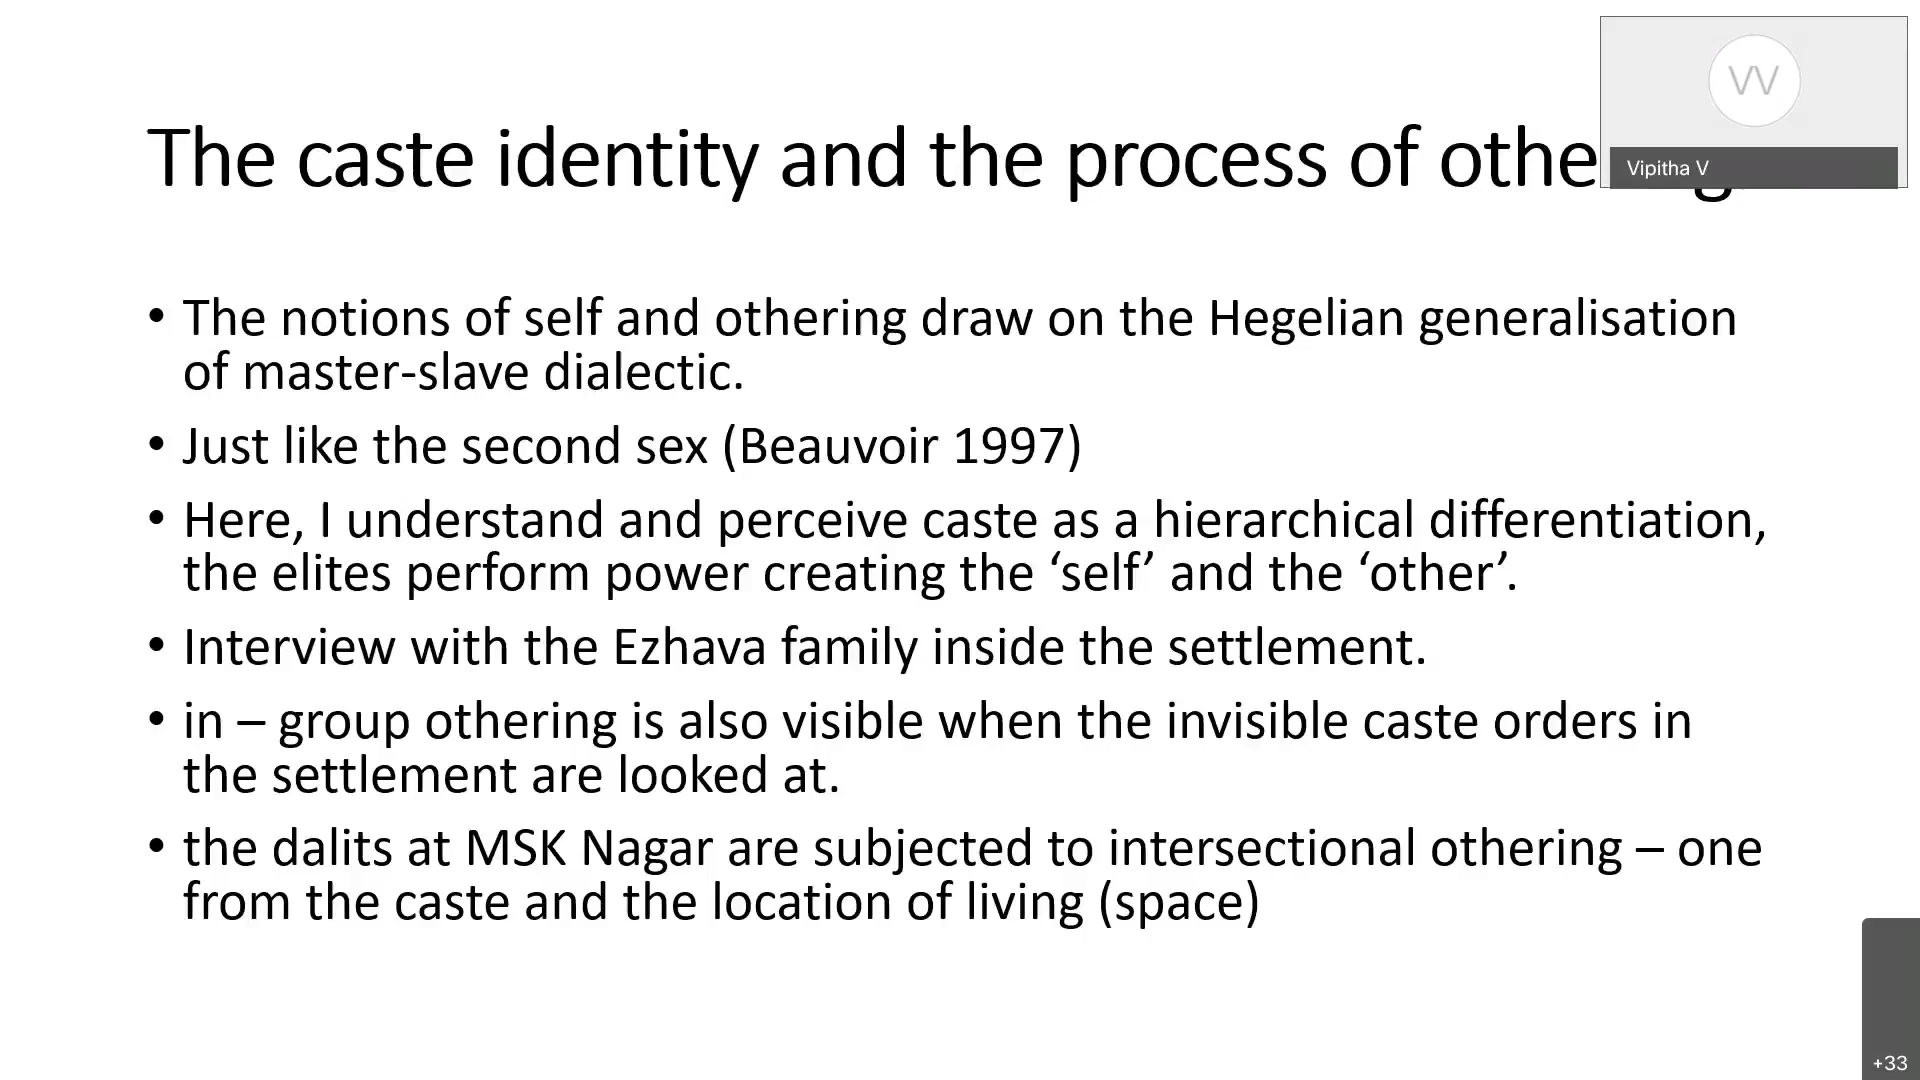 VV
Vipitha V
The caste identity and the process of
• The notions of self and othering draw on the Hegelian generalisation
of master-slave dialectic.
• Just like the second sex (Beauvoir 1997)
• Here, I understand and perceive caste as a hierarchical differentiation,
the elites perform power creating the ‘self’ and the ‘other’.
• Interview with the Ezhava family inside the settlement.
• in – group othering is also visible when the invisible caste orders in
the settlement are looked at.
• the dalits at MSK Nagar are subjected to intersectional othering – one
from the caste and the location of living (space)
+33